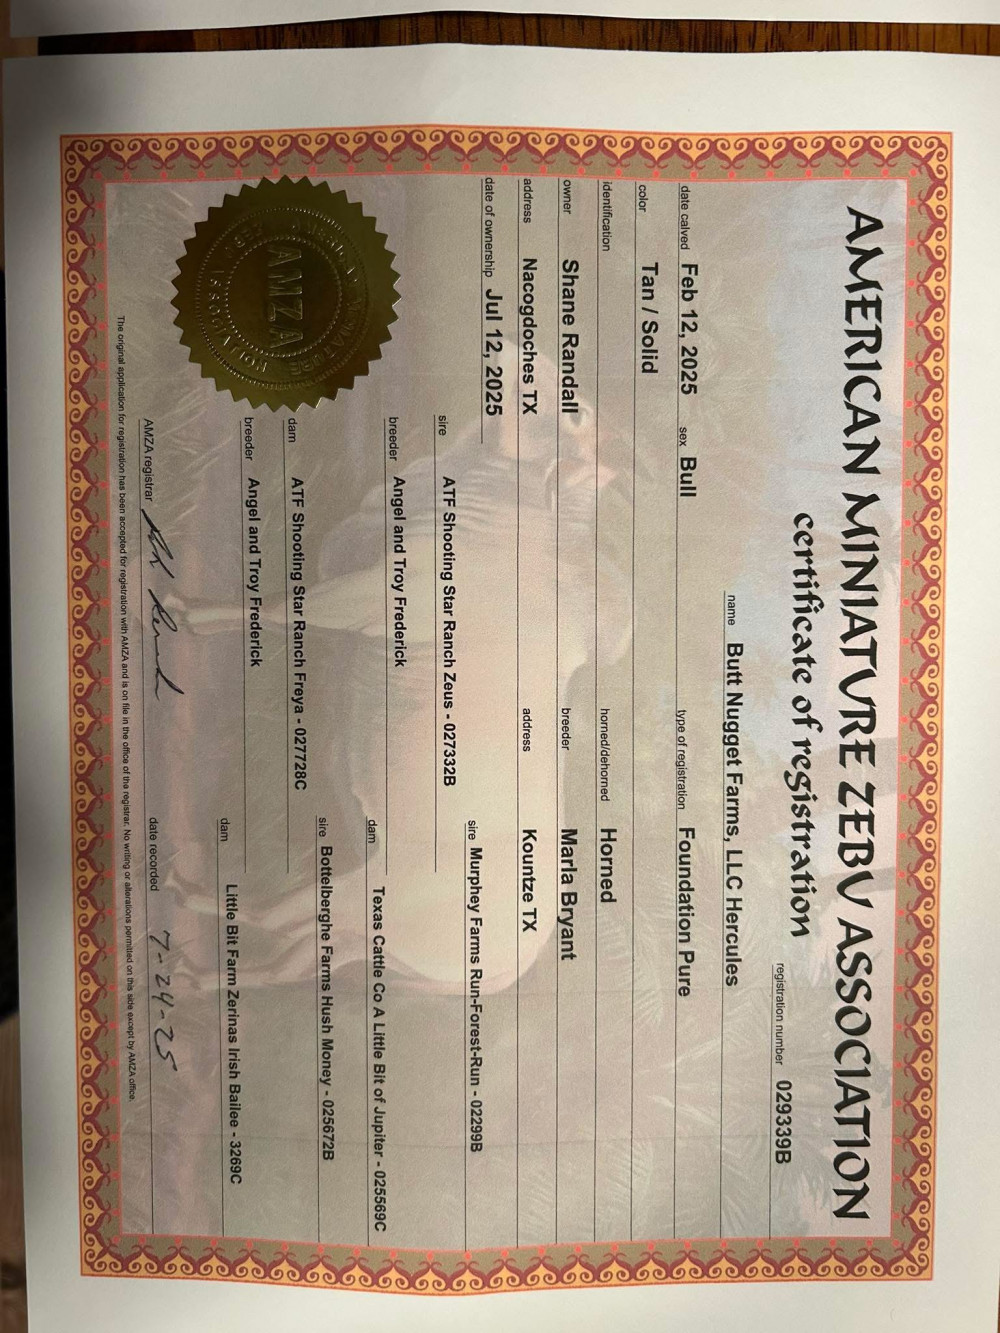 AMERICAN MINIATURE ZEBU ASSOCIATION
certificate of registration
registration number 029339B
name Butt Nugget Farms, LLC Hercules
date calved Feb 12, 2025 sex Bull type of registration Foundation Pure
color Tan / Solid
identification horned/dehorned Horned
owner Shane Randall breeder Marla Bryant
address Nacogdoches TX address Kountze TX
date of ownership Jul 12, 2025
sire Murphey Farms Run-Forest-Run - 02299B
sire ATF Shooting Star Ranch Zeus - 027332B
breeder Angel and Troy Frederick
dam Texas Cattle Co A Little Bit of Jupiter - 025569C
sire Bottelberghe Farms Hush Money - 025672B
dam ATF Shooting Star Ranch Freya - 027728C
breeder Angel and Troy Frederick
dam Little Bit Farm Zerinas Irish Bailee - 3269C
AMZA
AMZA registrar date recorded 7-24-25
The original application for registration has been accepted for registration with AMZA and is on file in the office of the registrar. No writing or alterations permitted on this side except by AMZA office.